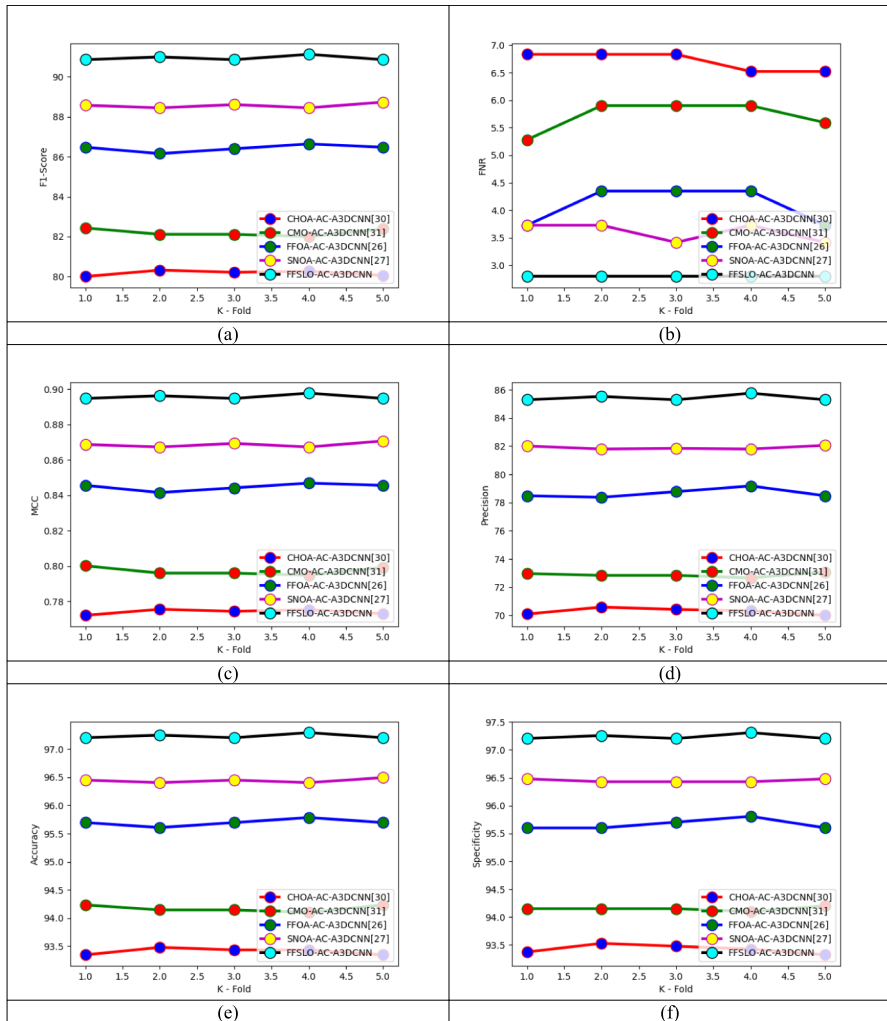 90
88
86
84
82
80
F1-Score
CHOA-AC-A3DCNN[30]
CMO-AC-A3DCNN[31]
FFOA-AC-A3DCNN[26]
SNOA-AC-A3DCNN[27]
FFSLO-AC-A3DCNN
1.0 1.5 2.0 2.5 3.0 3.5 4.0 4.5 5.0
K - Fold
(a)
7.0
6.5
6.0
5.5
5.0
4.5
4.0
3.5
3.0
FNR
CHOA-AC-A3DCNN[30]
CMO-AC-A3DCNN[31]
FFOA-AC-A3DCNN[26]
SNOA-AC-A3DCNN[27]
FFSLO-AC-A3DCNN
1.0 1.5 2.0 2.5 3.0 3.5 4.0 4.5 5.0
K - Fold
(b)
0.90
0.88
0.86
0.84
0.82
0.80
0.78
MCC
CHOA-AC-A3DCNN[30]
CMO-AC-A3DCNN[31]
FFOA-AC-A3DCNN[26]
SNOA-AC-A3DCNN[27]
FFSLO-AC-A3DCNN
1.0 1.5 2.0 2.5 3.0 3.5 4.0 4.5 5.0
K - Fold
(c)
86
84
82
80
78
76
74
72
70
Precision
CHOA-AC-A3DCNN[30]
CMO-AC-A3DCNN[31]
FFOA-AC-A3DCNN[26]
SNOA-AC-A3DCNN[27]
FFSLO-AC-A3DCNN
1.0 1.5 2.0 2.5 3.0 3.5 4.0 4.5 5.0
K - Fold
(d)
97.0
96.5
96.0
95.5
95.0
94.5
94.0
93.5
Accuracy
CHOA-AC-A3DCNN[30]
CMO-AC-A3DCNN[31]
FFOA-AC-A3DCNN[26]
SNOA-AC-A3DCNN[27]
FFSLO-AC-A3DCNN
1.0 1.5 2.0 2.5 3.0 3.5 4.0 4.5 5.0
K - Fold
(e)
97.5
97.0
96.5
96.0
95.5
95.0
94.5
94.0
93.5
Specificity
CHOA-AC-A3DCNN[30]
CMO-AC-A3DCNN[31]
FFOA-AC-A3DCNN[26]
SNOA-AC-A3DCNN[27]
FFSLO-AC-A3DCNN
1.0 1.5 2.0 2.5 3.0 3.5 4.0 4.5 5.0
K - Fold
(f)